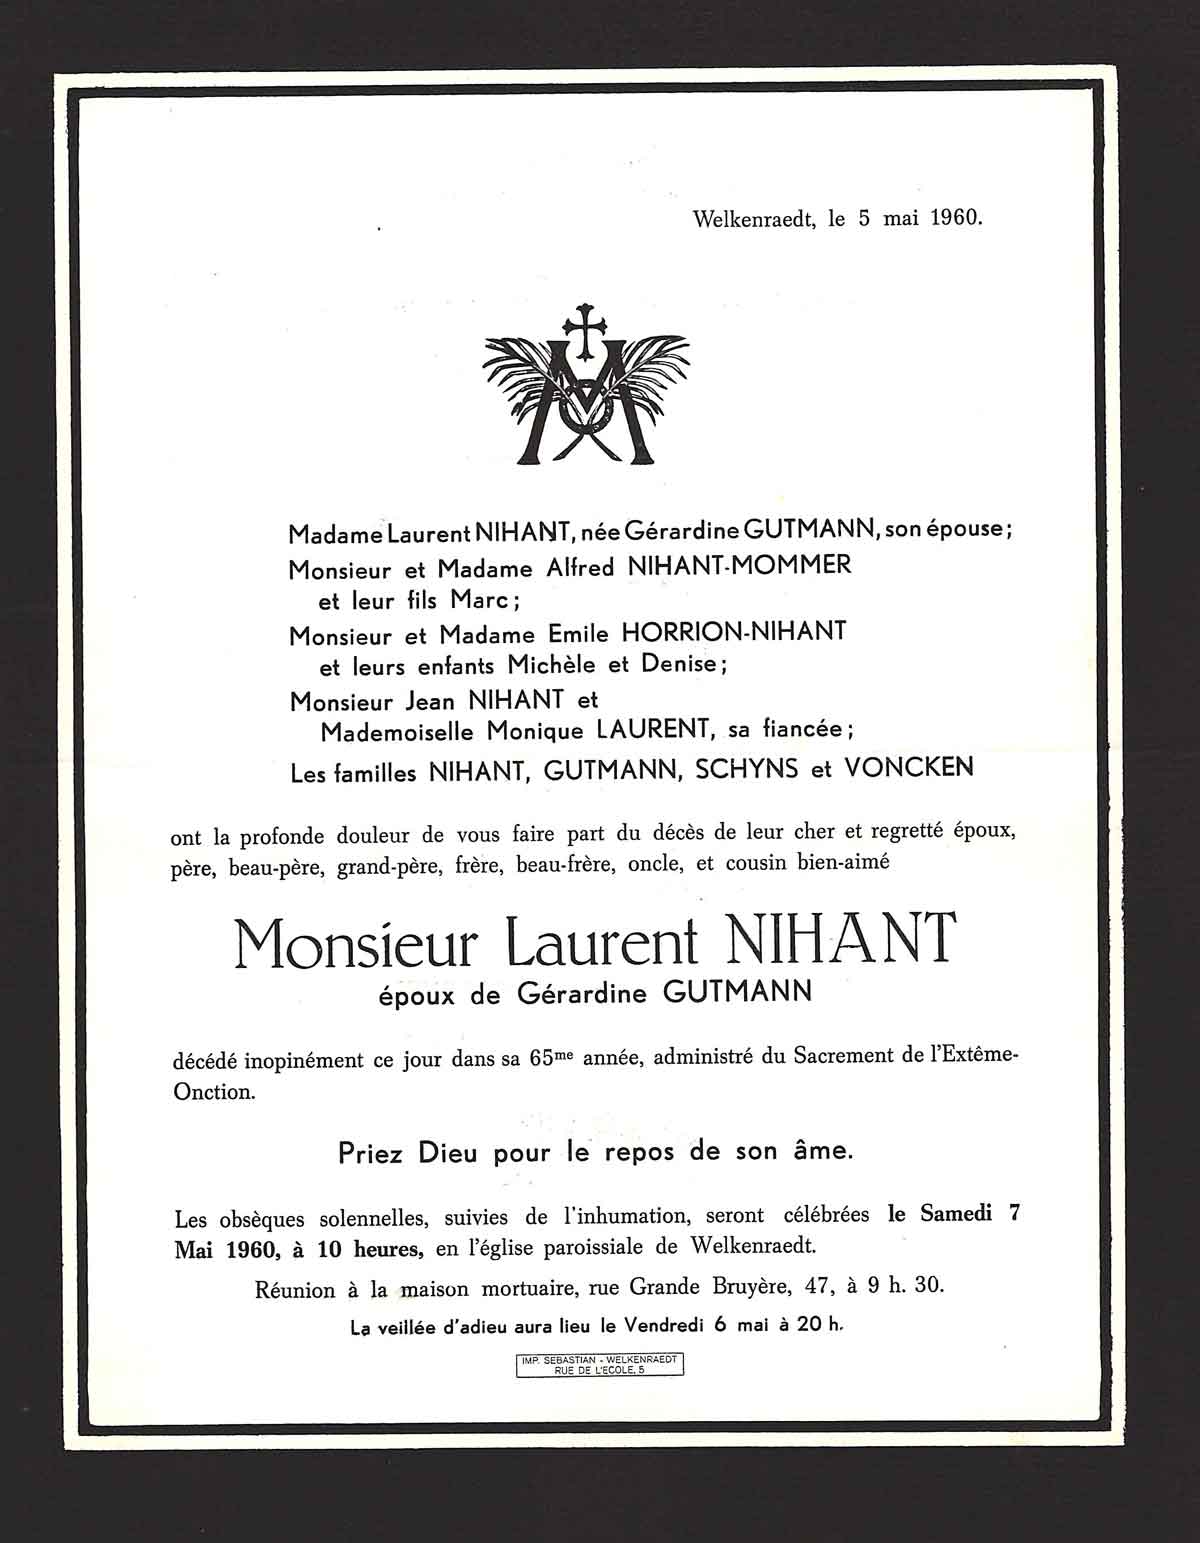 Welkenraedt, le 5 mai 1960.
Madame Laurent NIHANT, née Gérardine GUTMANN, son épouse;
Monsieur et Madame Alfred NIHANT-MOMMER
et leur fils Marc;
Monsieur et Madame Emile HORRION-NIHANT
et leurs enfants Michèle et Denise;
Monsieur Jean NIHANT et
Mademoiselle Monique LAURENT, sa fiancée;
Les familles NIHANT, GUTMANN, SCHYNS et VONCKEN
ont la profonde douleur de vous faire part du décès de leur cher et regretté époux,
père, beau-père, grand-père, frère, beau-frère, oncle, et cousin bien-aimé
Monsieur Laurent NIHANT
époux de Gérardine GUTMANN
décédé inopinément ce jour dans sa 65me année, administré du Sacrement de l'Extême-
Onction.
Priez Dieu pour le repos de son âme.
Les obsèques solennelles, suivies de l'inhumation, seront célébrées le Samedi 7
Mai 1960, à 10 heures, en l'église paroissiale de Welkenraedt.
Réunion à la maison mortuaire, rue Grande Bruyère, 47, à 9 h. 30.
La veillée d'adieu aura lieu le Vendredi 6 mai à 20 h.
IMP. SEBASTIAN - WELKENRAEDT
RUE DE L'ECOLE, 5